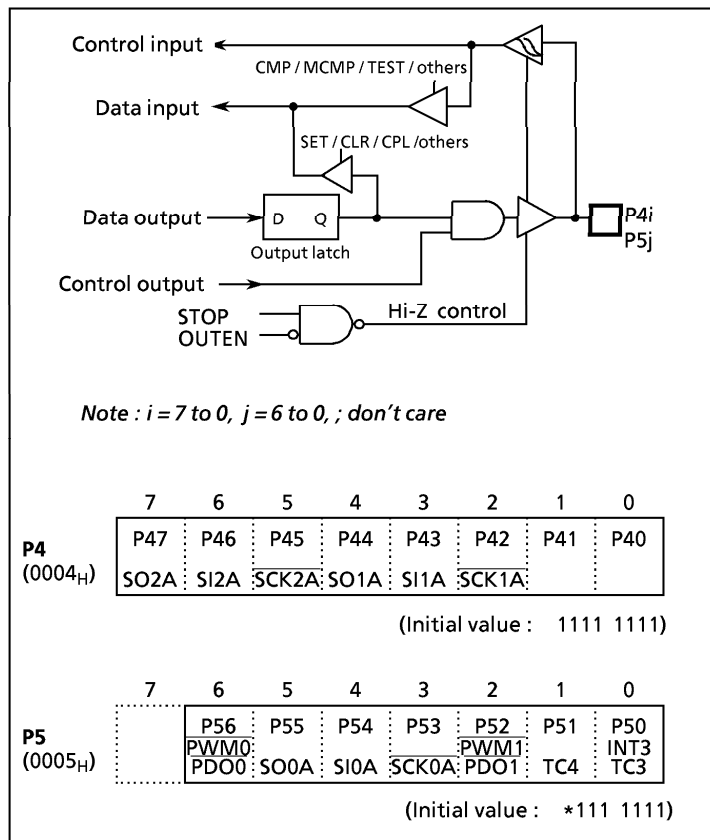 Control input
CMP / MCMP / TEST / others
Data input
SET / CLR / CPL /others
Data output
D Q
P4i
P5j
Output latch
Control output
STOP
OUTEN
Hi-Z control
Note : i = 7 to 0, j = 6 to 0, ; don't care
7 6 5 4 3 2 1 0
P4
(0004H)
P47 P46 P45 P44 P43 P42 P41 P40
SO2A SI2A SCK2A SO1A SI1A SCK1A
(Initial value : 1111 1111)
7 6 5 4 3 2 1 0
P5
(0005H)
P56 P55 P54 P53 P52 P51 P50
PWM0 PWM1 INT3
PDO0 SO0A SI0A SCK0A PDO1 TC4 TC3
(Initial value : *111 1111)